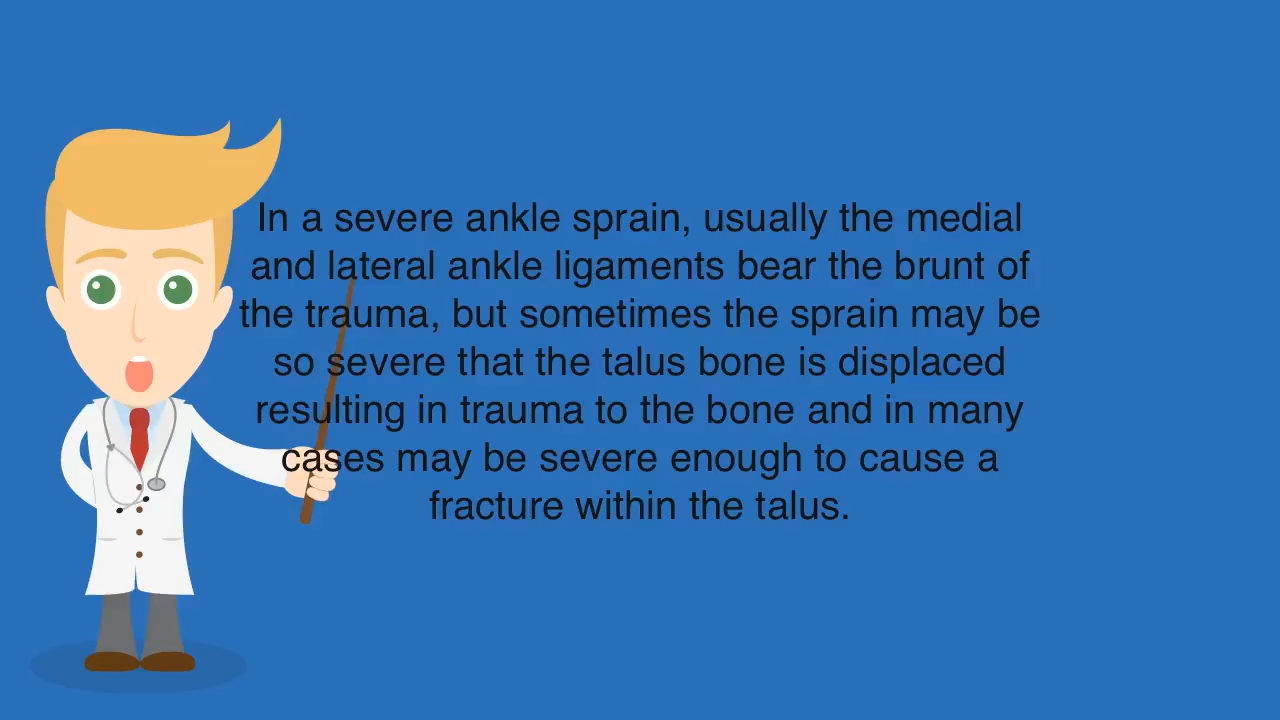 In a severe ankle sprain, usually the medial
and lateral ankle ligaments bear the brunt of
the trauma, but sometimes the sprain may be
so severe that the talus bone is displaced
resulting in trauma to the bone and in many
cases may be severe enough to cause a
fracture within the talus.